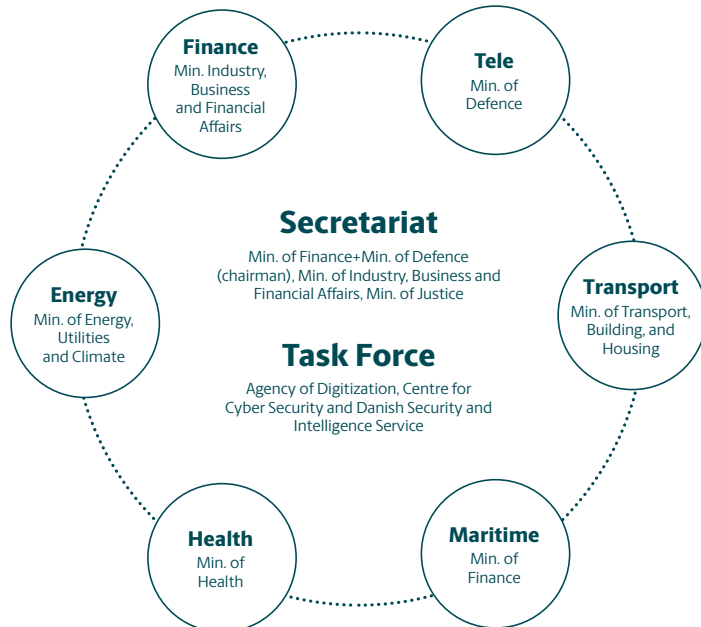 Finance
Min. Industry,
Business
and Financial
Affairs
Tele
Min. of
Defence
Secretariat
Min. of Finance+Min. of Defence
(chairman), Min. of Industry, Business and
Financial Affairs, Min. of Justice
Energy
Min. of Energy,
Utilities
and Climate
Transport
Min. of Transport,
Building, and
Housing
Task Force
Agency of Digitization, Centre for
Cyber Security and Danish Security and
Intelligence Service
Health
Min. of
Health
Maritime
Min. of
Finance